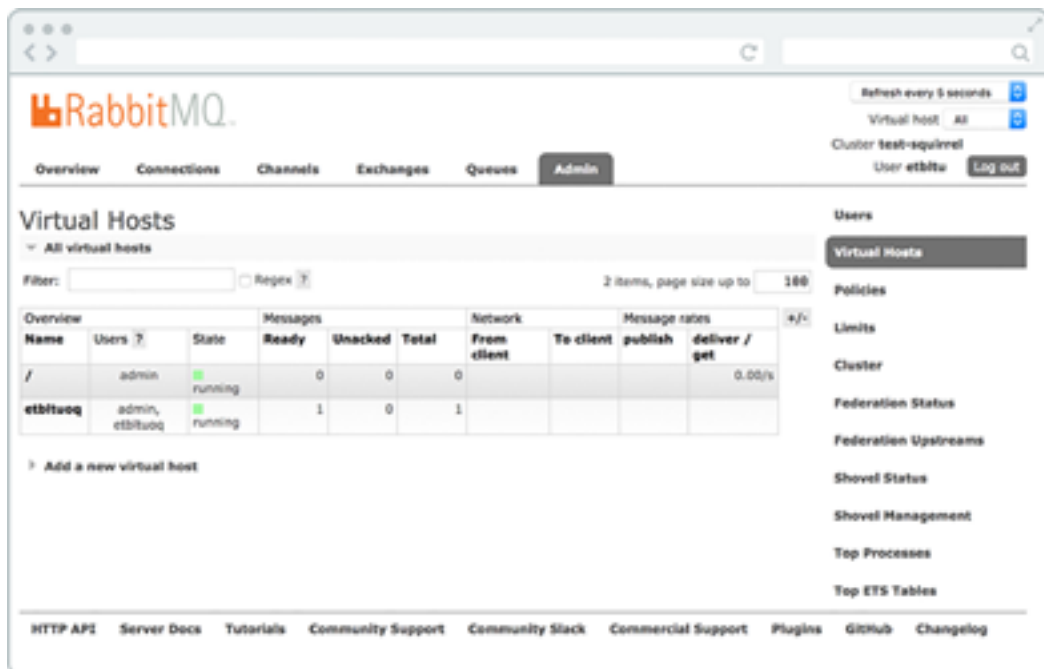 RabbitMQ.
Refresh every 5 seconds
Virtual host All
Cluster test-squirrel
User etbltu Log out
Overview Connections Channels Exchanges Queues Admin
Virtual Hosts
All virtual hosts
Filter: Regex ? 2 items, page size up to 100
Overview Messages Network Message rates +/-
Name Users ? State Ready Unacked Total From client To client publish deliver / get
/ admin running 0 0 0 0.00/s
etbltuoq admin, etbltuoq running 1 0 1
Add a new virtual host
Users
Virtual Hosts
Policies
Limits
Cluster
Federation Status
Federation Upstreams
Shovel Status
Shovel Management
Top Processes
Top ETS Tables
HTTP API Server Docs Tutorials Community Support Community Slack Commercial Support Plugins GitHub Changelog